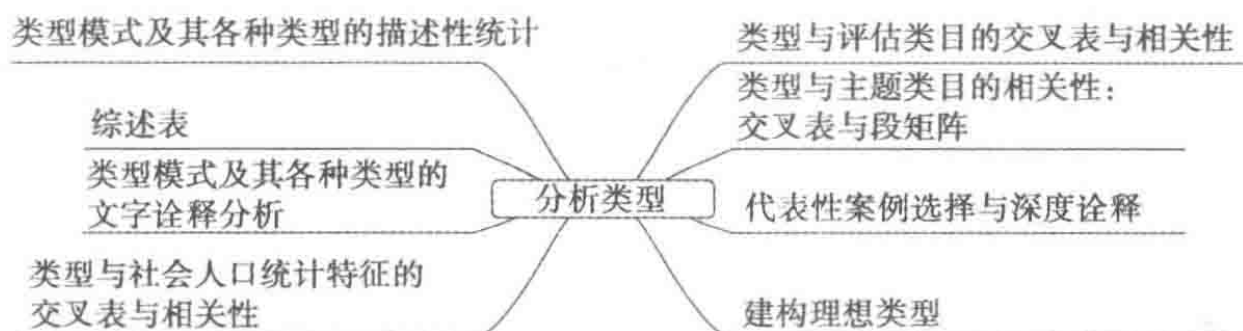 类型模式及其各种类型的描述性统计
综述表
类型模式及其各种类型的
文字诠释分析
类型与社会人口统计特征的
交叉表与相关性
分析类型
类型与评估类目的交叉表与相关性
类型与主题类目的相关性：
交叉表与段矩阵
代表性案例选择与深度诠释
建构理想类型